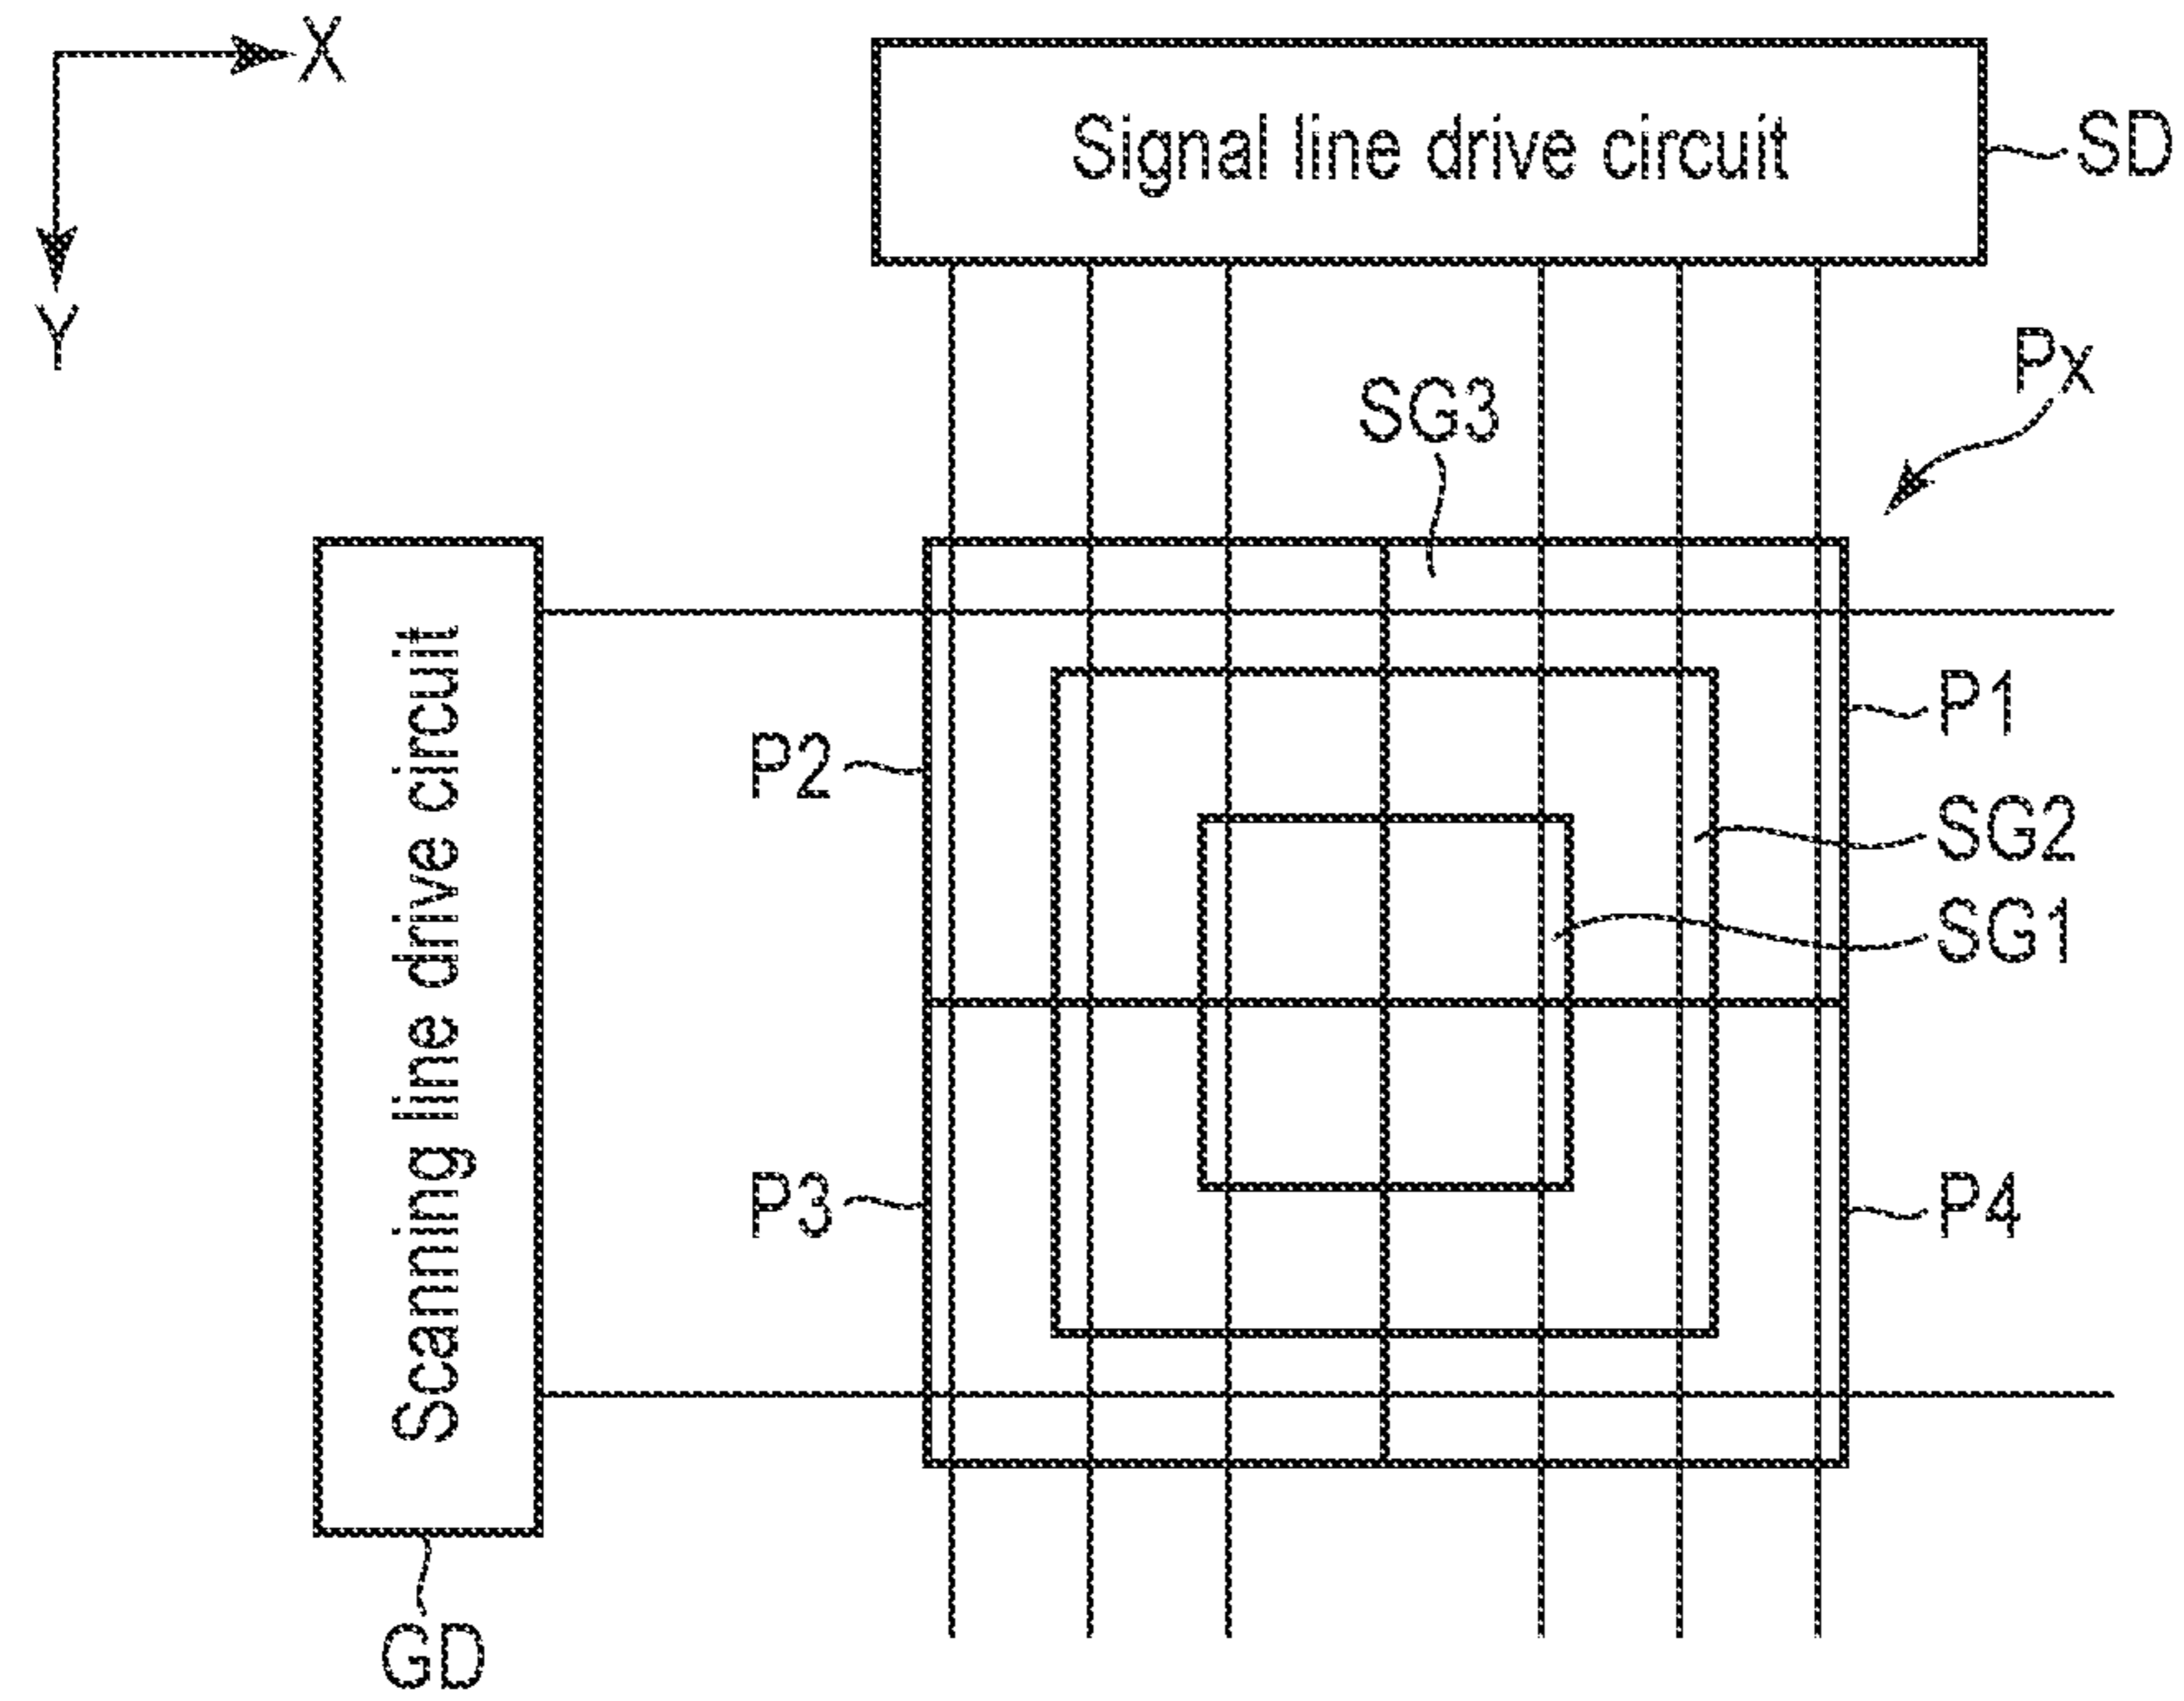 X
Y
Signal line drive circuit
SD
Px
SG3
Scanning line drive circuit
P1
P2
SG2
SG1
P3
P4
GD